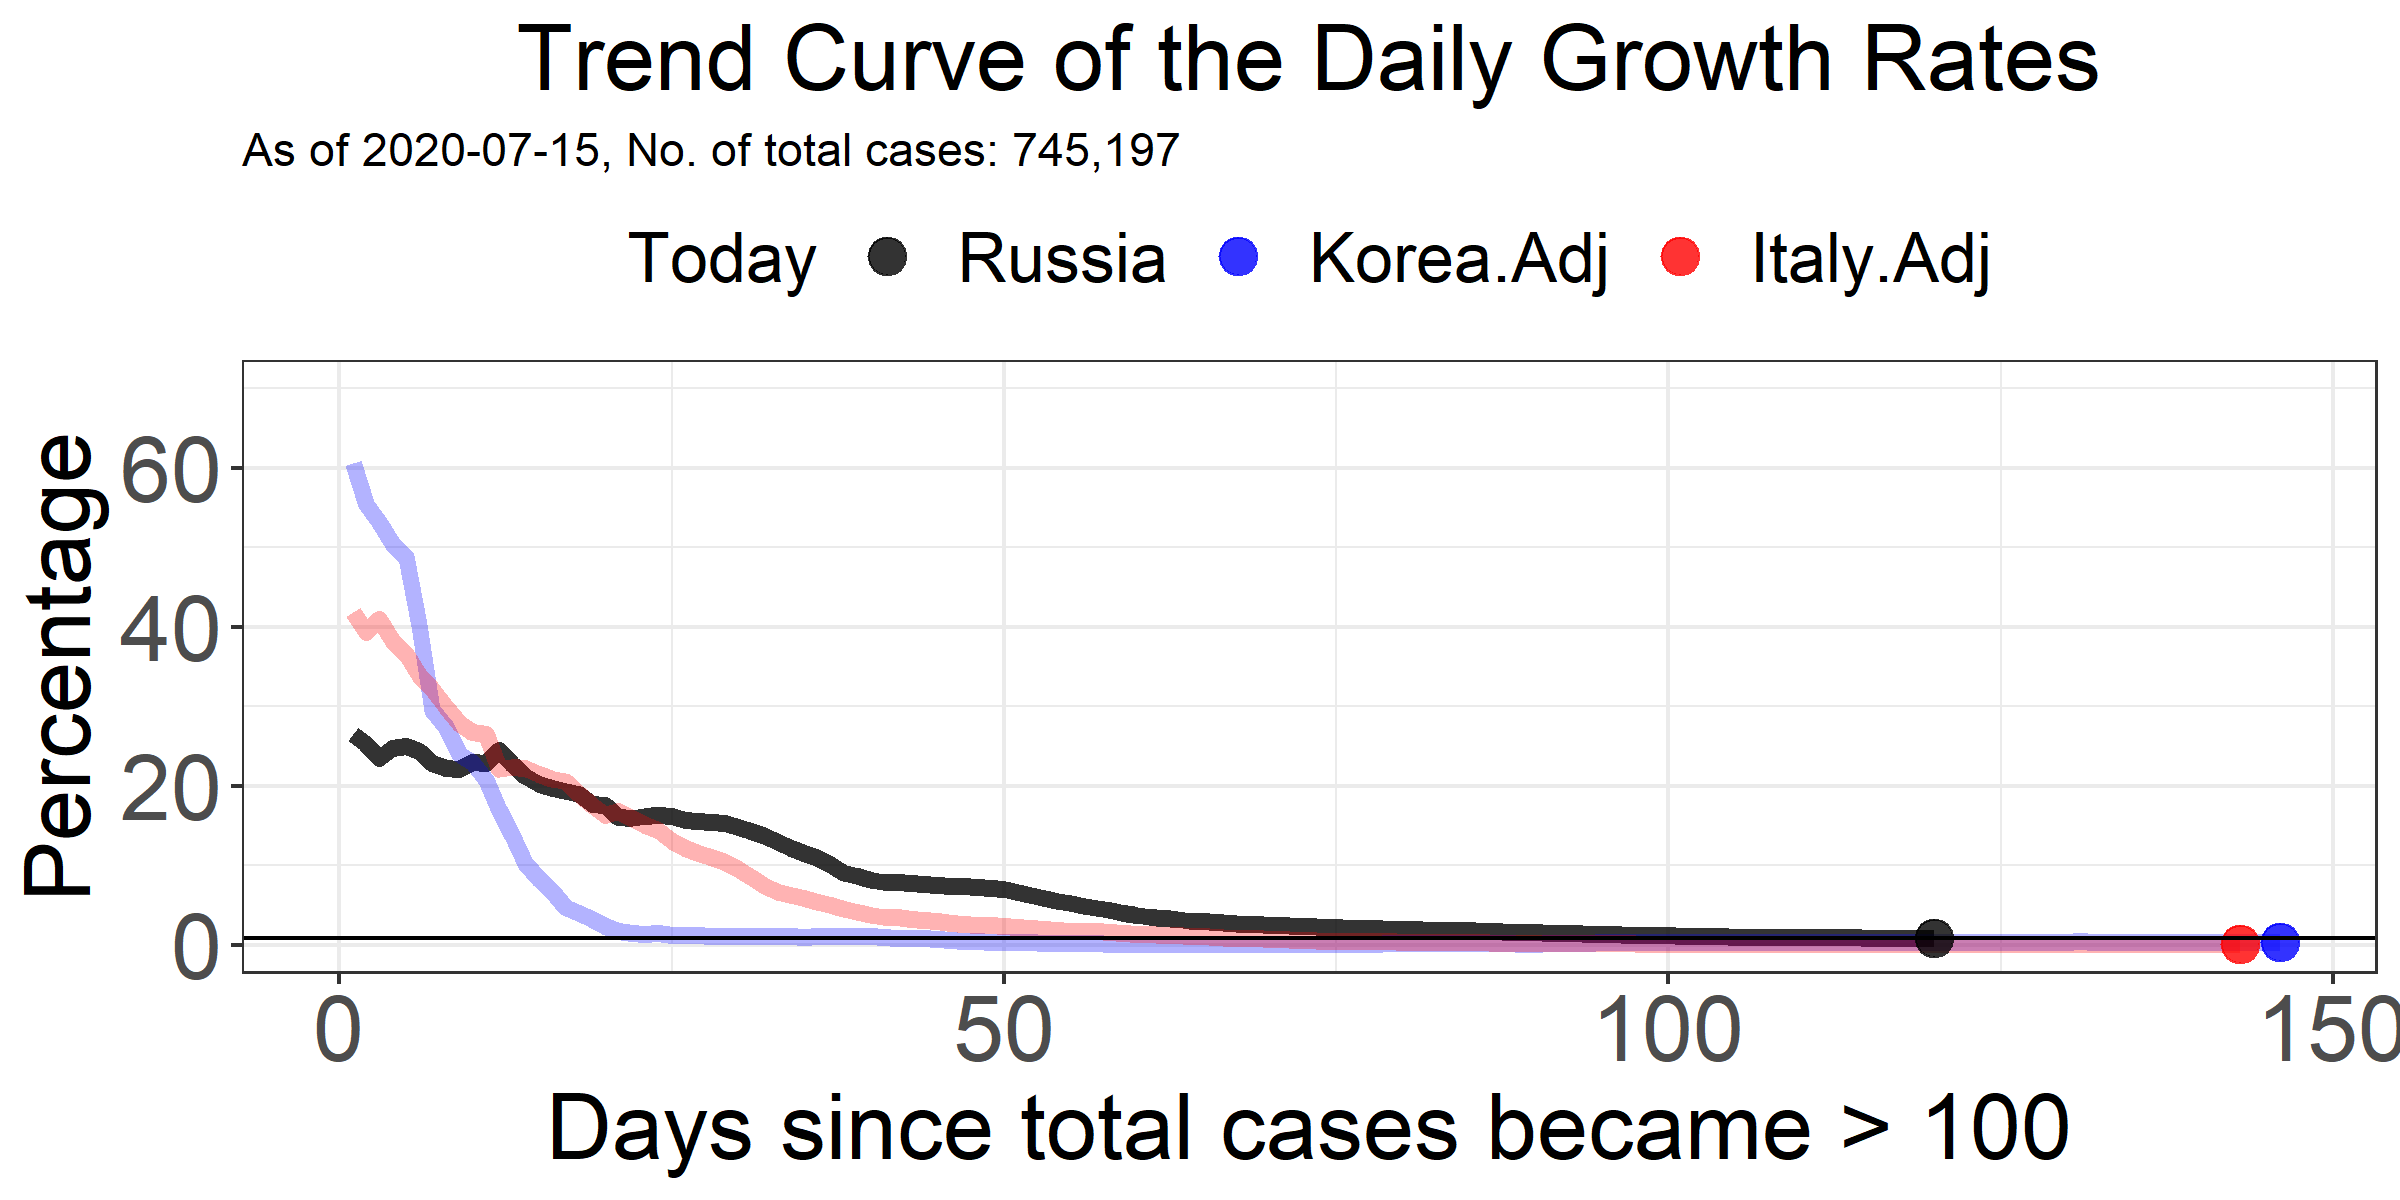 Trend Curve of the Daily Growth Rates
As of 2020-07-15, No. of total cases: 745,197
Today Russia Korea.Adj Italy.Adj
Percentage
60
40
20
0
0 50 100 150
Days since total cases became > 100